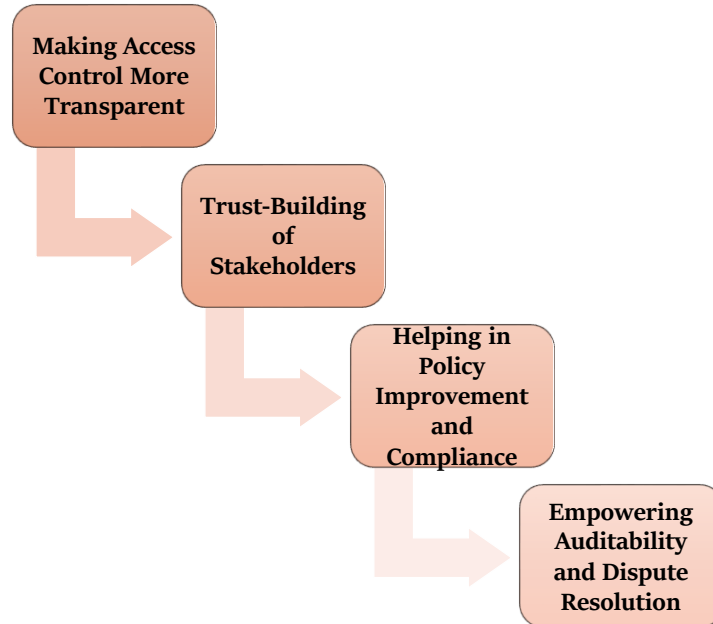 Making Access
Control More
Transparent
Trust-Building
of
Stakeholders
Helping in
Policy
Improvement
and
Compliance
Empowering
Auditability
and Dispute
Resolution